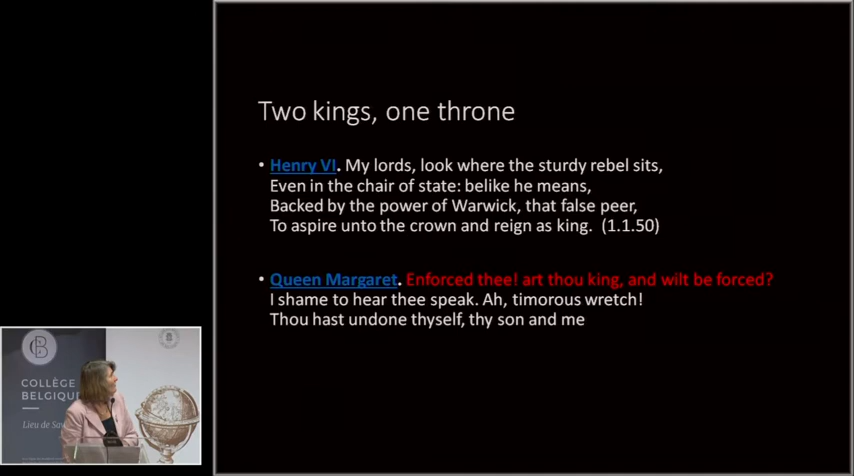 Two kings, one throne
• Henry VI. My lords, look where the sturdy rebel sits,
Even in the chair of state: belike he means,
Backed by the power of Warwick, that false peer,
To aspire unto the crown and reign as king. (1.1.50)
• Queen Margaret. Enforced thee! art thou king, and wilt be forced?
I shame to hear thee speak. Ah, timorous wretch!
Thou hast undone thyself, thy son and me
CB
COLLÈGE
BELGIQUE
Lieu de